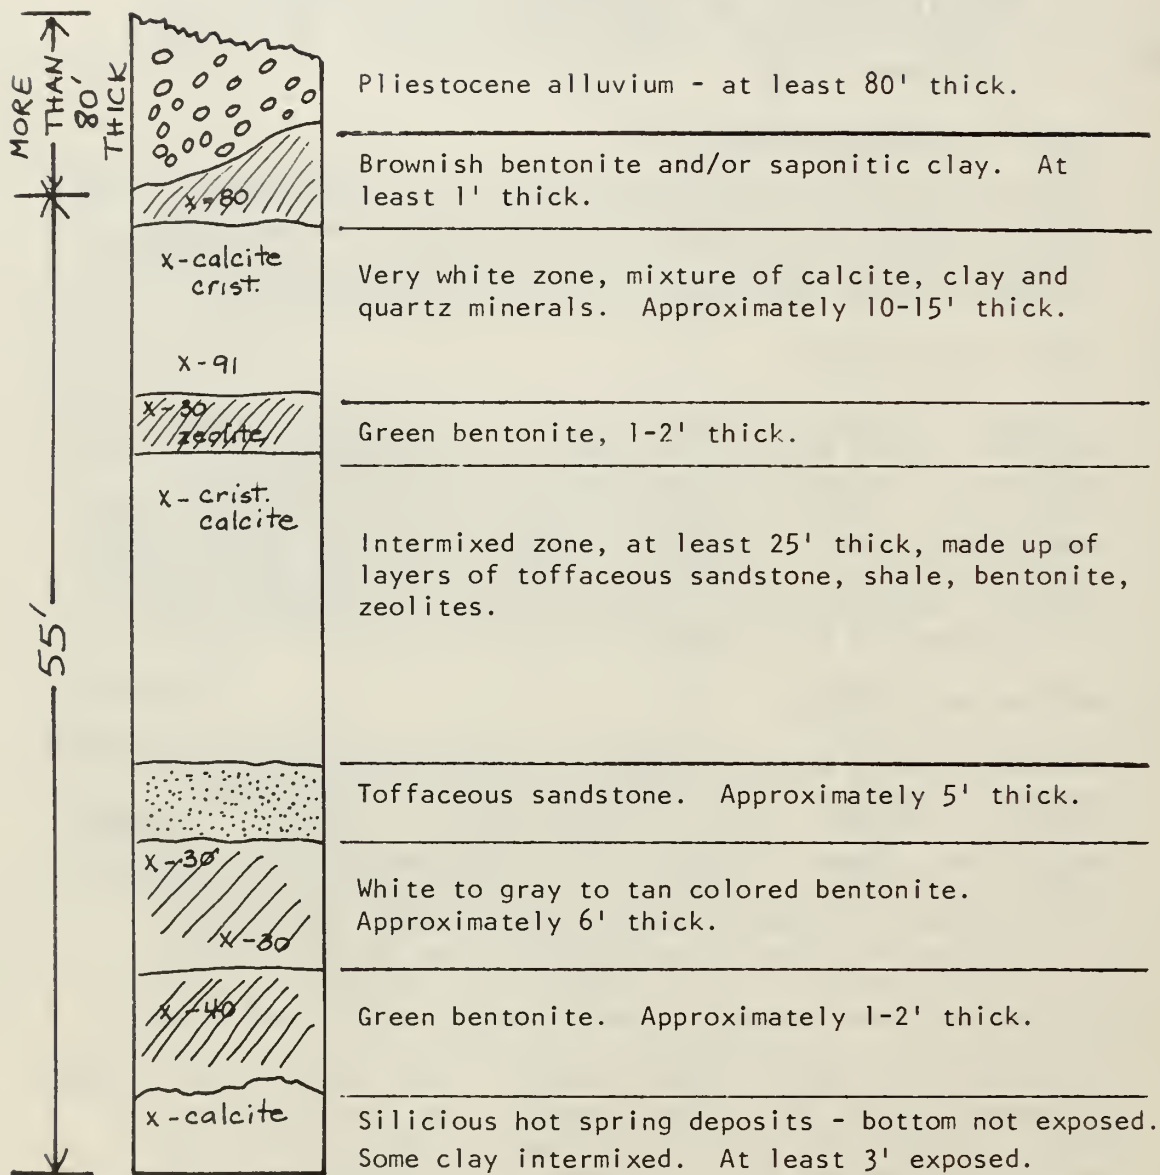 MORE
THAN
80'
THICK
Pliestocene alluvium - at least 80' thick.
Brownish bentonite and/or saponitic clay. At
least 1' thick.
x-80
x-calcite
crist.
Very white zone, mixture of calcite, clay and
quartz minerals. Approximately 10-15' thick.
x-91
x-30
zeolite
Green bentonite, 1-2' thick.
x-crist.
calcite
Intermixed zone, at least 25' thick, made up of
layers of toffaceous sandstone, shale, bentonite,
zeolites.
55'
Toffaceous sandstone. Approximately 5' thick.
x-30
White to gray to tan colored bentonite.
Approximately 6' thick.
x-30
x-40
Green bentonite. Approximately 1-2' thick.
x-calcite
Silicious hot spring deposits - bottom not exposed.
Some clay intermixed. At least 3' exposed.